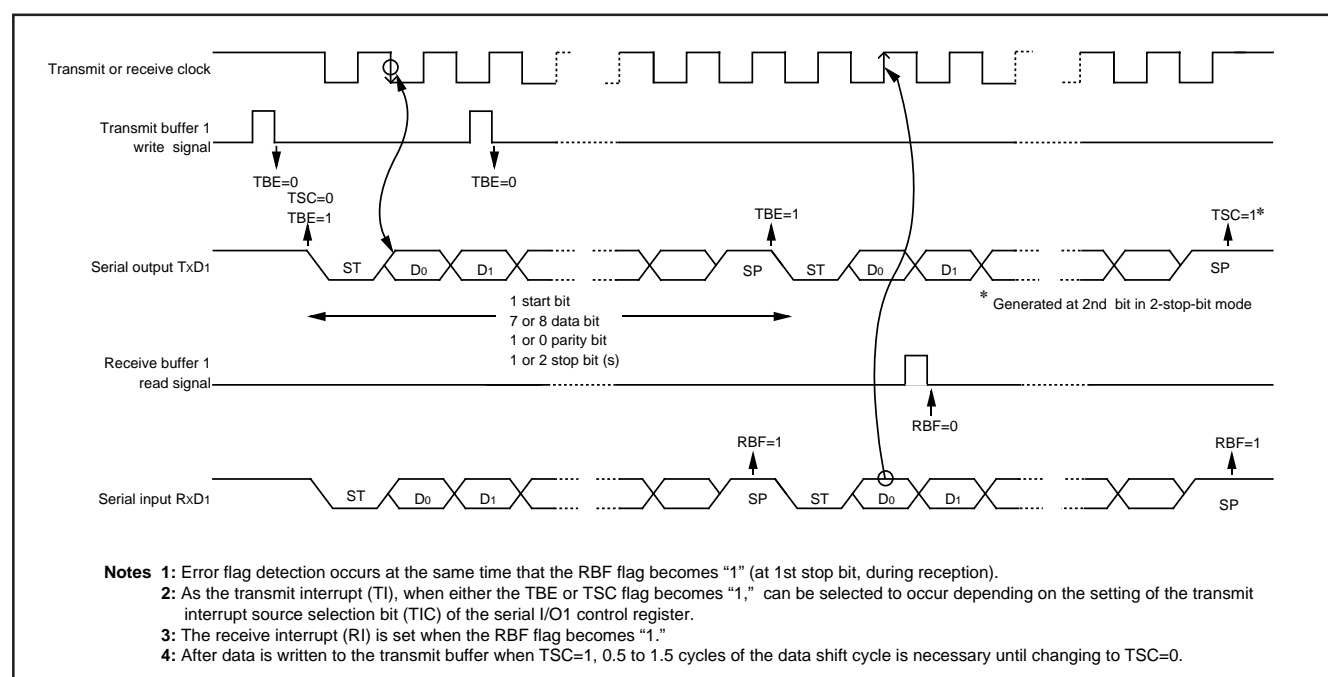 Transmit or receive clock
Transmit buffer 1
write signal
TBE=0
TBE=0
TSC=0
TBE=1
TBE=1
TSC=1*
Serial output TxD1
ST
D0
D1
SP
ST
D0
D1
SP
1 start bit
7 or 8 data bit
1 or 0 parity bit
1 or 2 stop bit (s)
* Generated at 2nd bit in 2-stop-bit mode
Receive buffer 1
read signal
RBF=0
RBF=1
RBF=1
Serial input RxD1
ST
D0
D1
SP
ST
D0
D1
SP
Notes 1: Error flag detection occurs at the same time that the RBF flag becomes “1” (at 1st stop bit, during reception).
2: As the transmit interrupt (TI), when either the TBE or TSC flag becomes “1,” can be selected to occur depending on the setting of the transmit
interrupt source selection bit (TIC) of the serial I/O1 control register.
3: The receive interrupt (RI) is set when the RBF flag becomes “1.”
4: After data is written to the transmit buffer when TSC=1, 0.5 to 1.5 cycles of the data shift cycle is necessary until changing to TSC=0.